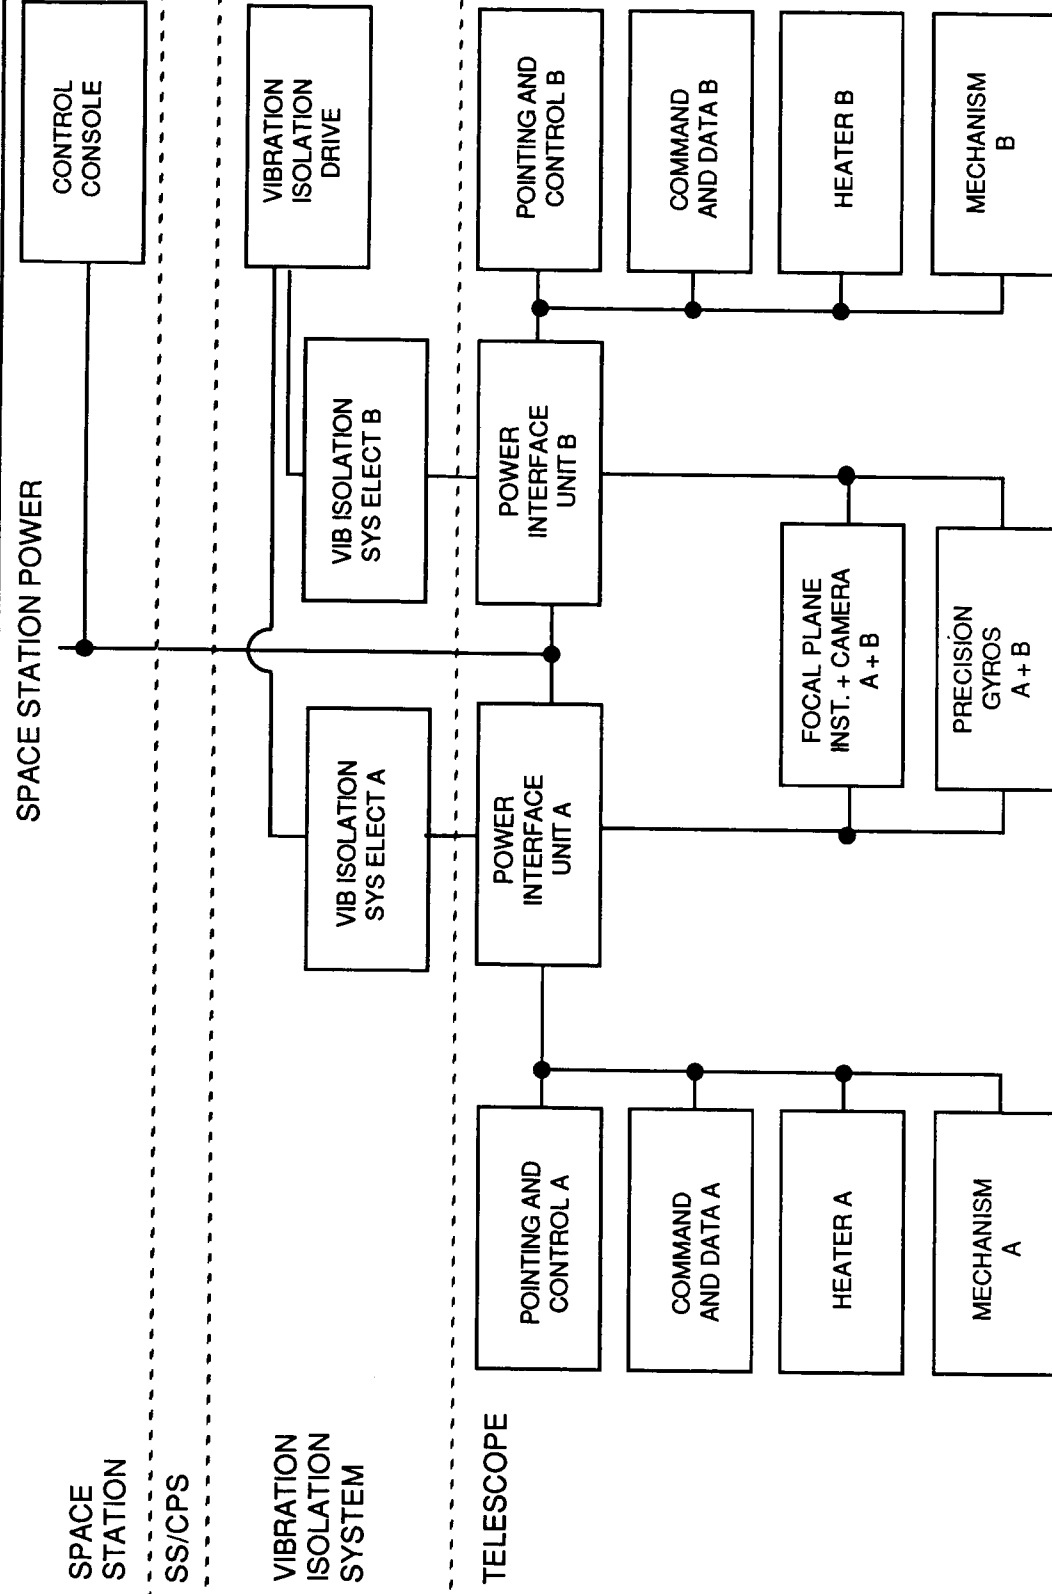 SPACE STATION POWER
SPACE
STATION
CONTROL
CONSOLE
SS/CPS
VIBRATION
ISOLATION
SYSTEM
VIBRATION
ISOLATION
DRIVE
VIB ISOLATION
SYS ELECT A
VIB ISOLATION
SYS ELECT B
TELESCOPE
POINTING AND
CONTROL A
POWER
INTERFACE
UNIT A
POWER
INTERFACE
UNIT B
POINTING AND
CONTROL B
COMMAND
AND DATA A
COMMAND
AND DATA B
HEATER A
FOCAL PLANE
INST. + CAMERA
A + B
HEATER B
MECHANISM
A
PRECISION
GYROS
A + B
MECHANISM
B